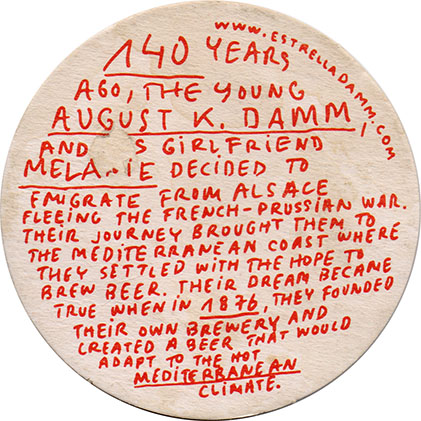 www.ESTRELLADAMM.COM
140 YEARS
AGO, THE YOUNG
AUGUST K. DAMM,
AND S GIRLFRIEND
MELANIE DECIDED TO
EMIGRATE FROM ALSACE
FLEEING THE FRENCH-PRUSSIAN WAR.
THEIR JOURNEY BROUGHT THEM TO
THE MEDITERRANEAN COAST WHERE
THEY SETTLED WITH THE HOPE TO
BREW BEER. THEIR DREAM BECAME
TRUE WHEN IN 1876, THEY FOUNDED
THEIR OWN BREWERY AND
CREATED A BEER THAT WOULD
ADAPT TO THE HOT
MEDITERRANEAN
CLIMATE.